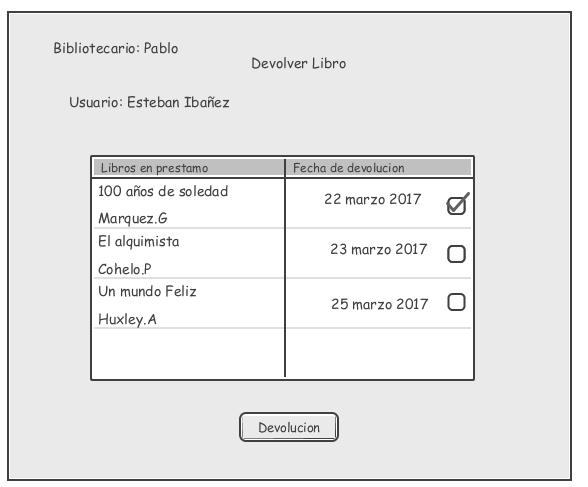 Bibliotecario: Pablo
Devolver Libro
Usuario: Esteban Ibañez
Libros en prestamo
Fecha de devolucion
100 años de soledad
22 marzo 2017
Marquez.G
El alquimista
23 marzo 2017
Cohelo.P
Un mundo Feliz
25 marzo 2017
Huxley.A
Devolucion